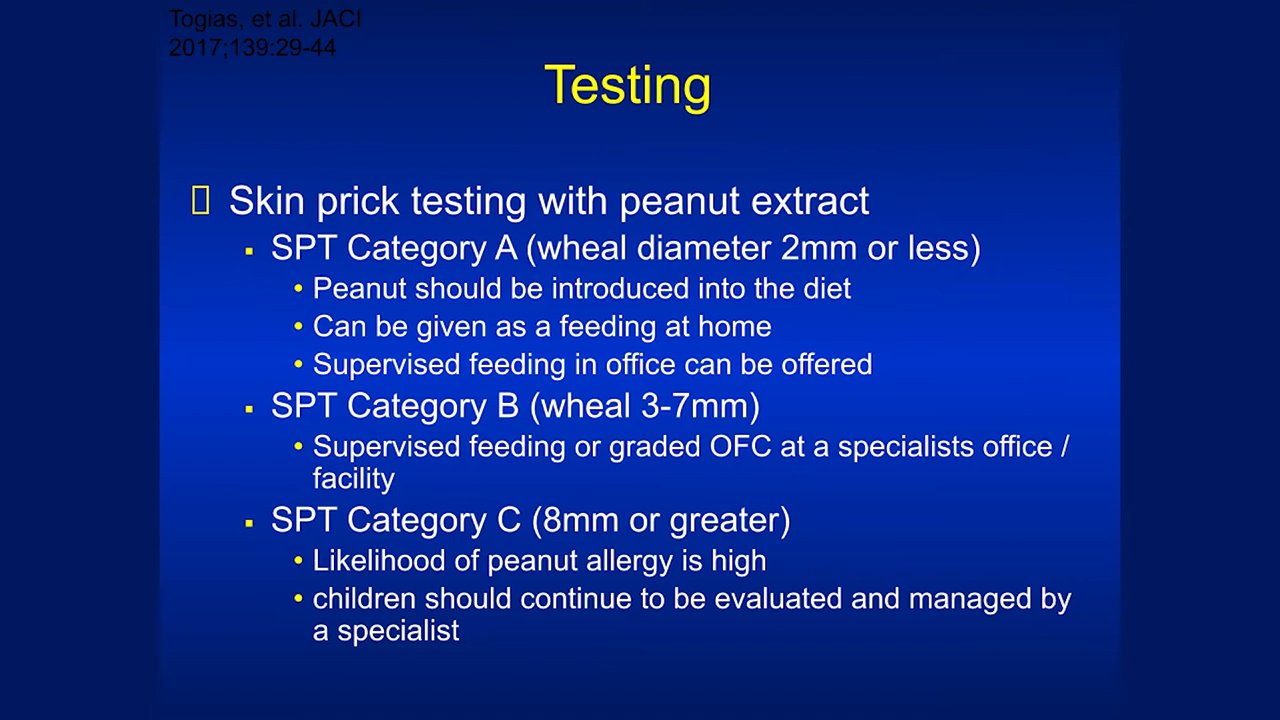 Togias, et al. JACI
2017;139:29-44
Testing
Skin prick testing with peanut extract
▪ SPT Category A (wheal diameter 2mm or less)
• Peanut should be introduced into the diet
• Can be given as a feeding at home
• Supervised feeding in office can be offered
▪ SPT Category B (wheal 3-7mm)
• Supervised feeding or graded OFC at a specialists office /
facility
▪ SPT Category C (8mm or greater)
• Likelihood of peanut allergy is high
• children should continue to be evaluated and managed by
a specialist